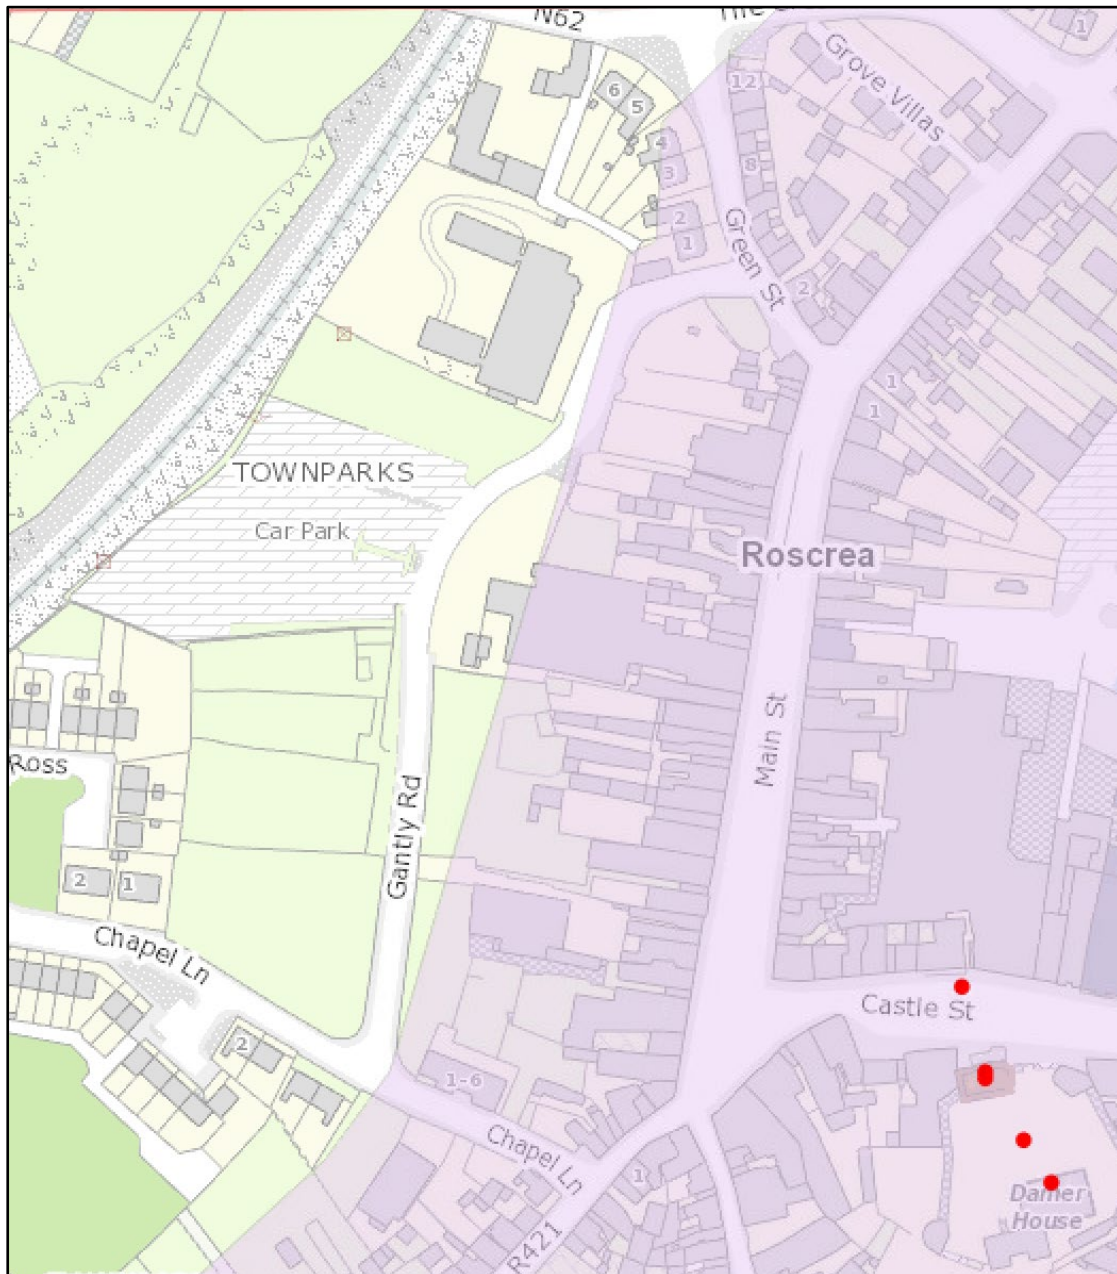 N62
6
5
12
1
Grove Villas
4
3
8
2
1
Green St
2
1
1
TOWNPARKS
Car Park
Roscrea
Main St
Ross
Gantly Rd
2
1
Chapel Ln
Castle St
2
1-6
Chapel Ln
1
Damer
House
R421